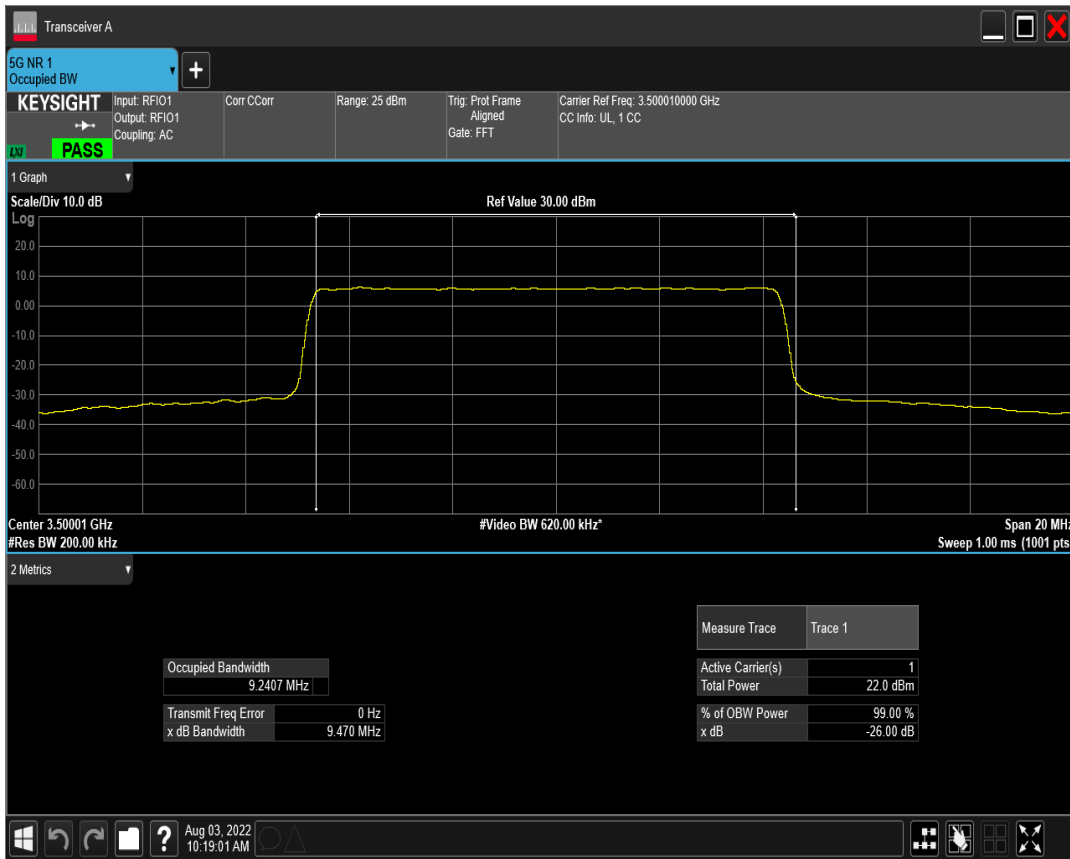 Transceiver A
5G NR 1
Occupied BW
KEYSIGHT
LXI
PASS
Input: RFIO1
Output: RFIO1
Coupling: AC
Corr CCorr
Range: 25 dBm
Trig: Prot Frame
Aligned
Gate: FFT
Carrier Ref Freq: 3.500010000 GHz
CC Info: UL, 1 CC
1 Graph
Scale/Div 10.0 dB
Ref Value 30.00 dBm
Log
20.0
10.0
0.00
-10.0
-20.0
-30.0
-40.0
-50.0
-60.0
Center 3.50001 GHz
#Video BW 620.00 kHz*
Span 20 MHz
#Res BW 200.00 kHz
Sweep 1.00 ms (1001 pts
2 Metrics
Measure Trace Trace 1
Occupied Bandwidth
9.2407 MHz
Active Carrier(s) 1
Total Power 22.0 dBm
Transmit Freq Error 0 Hz
x dB Bandwidth 9.470 MHz
% of OBW Power 99.00 %
x dB -26.00 dB
?
Aug 03, 2022
10:19:01 AM